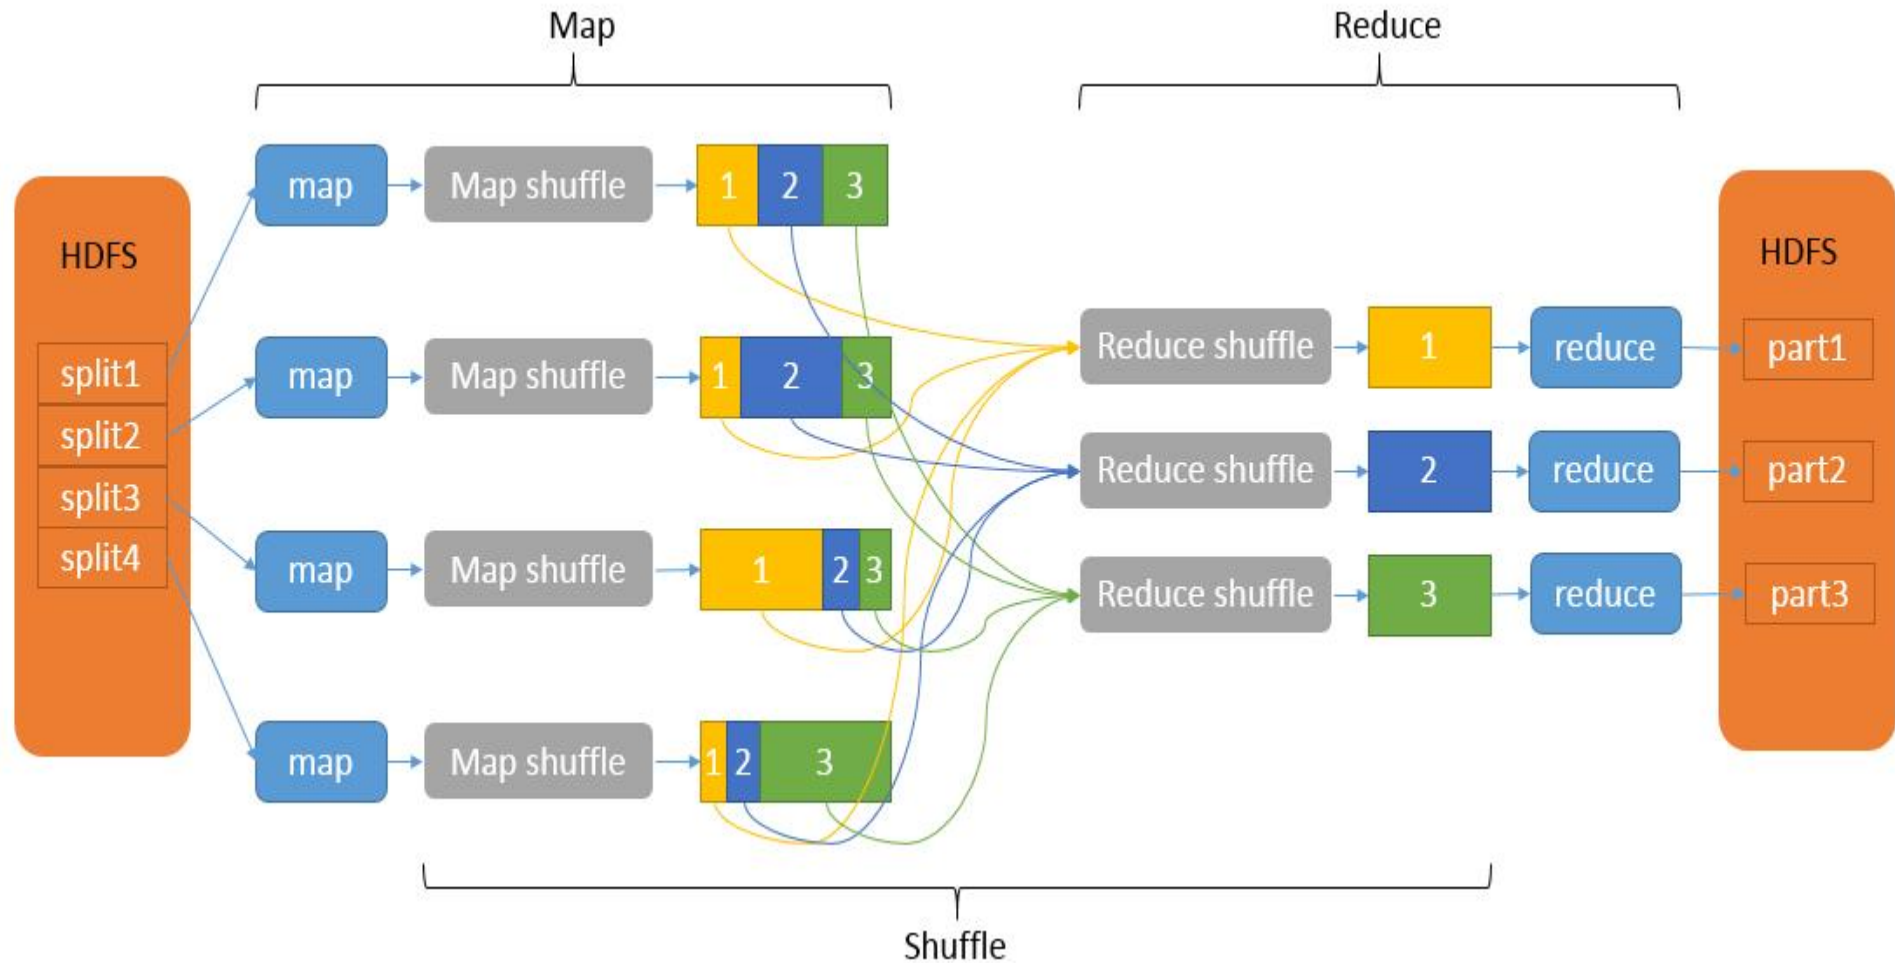 Map
Reduce
HDFS
split1
split2
split3
split4
map
Map shuffle
1
2
3
map
Map shuffle
1
2
3
map
Map shuffle
1
2
3
map
Map shuffle
1
2
3
Reduce shuffle
1
reduce
Reduce shuffle
2
reduce
Reduce shuffle
3
reduce
HDFS
part1
part2
part3
Shuffle